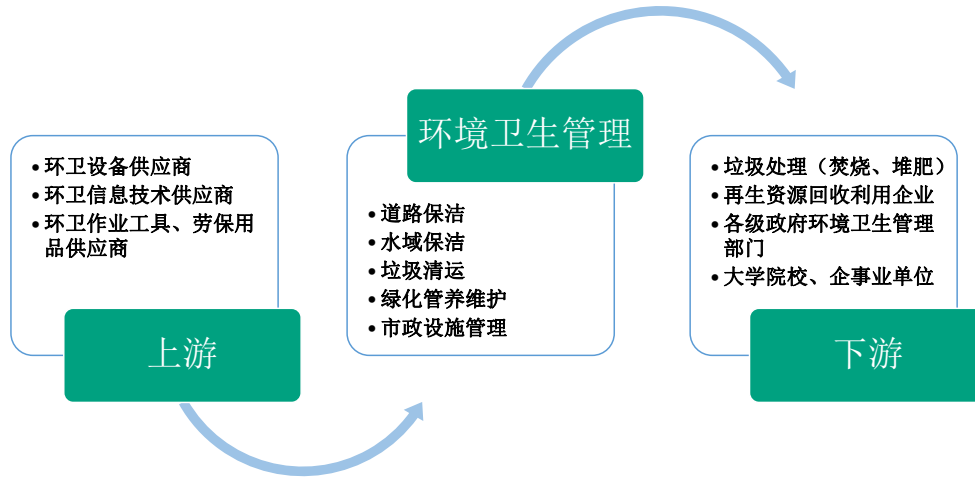 • 环卫设备供应商
• 环卫信息技术供应商
• 环卫作业工具、劳保用
品供应商
上游
环境卫生管理
• 道路保洁
• 水域保洁
• 垃圾清运
• 绿化管养维护
• 市政设施管理
• 垃圾处理（焚烧、堆肥）
• 再生资源回收利用企业
• 各级政府环境卫生管理
部门
• 大学院校、企事业单位
下游